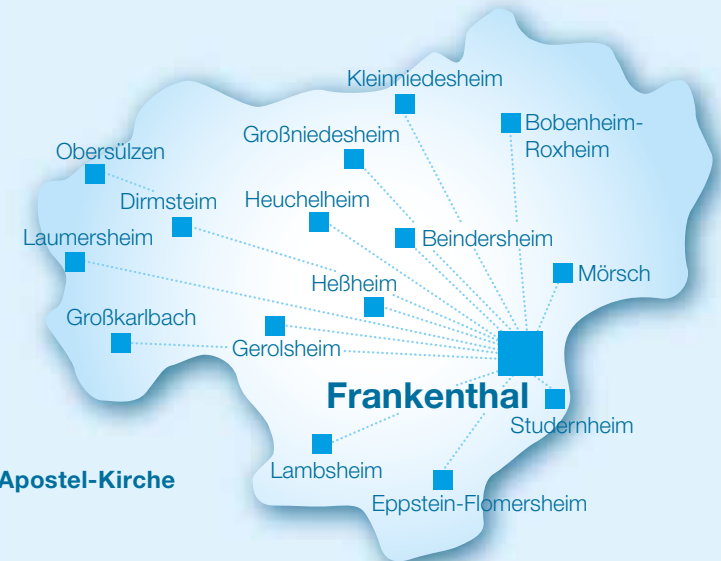 Kleinniedesheim
Bobenheim-
Roxheim
Großniedesheim
Obersülzen
Dirmsteim
Heuchelheim
Laumersheim
Beindersheim
Mörsch
Heßheim
Großkarlbach
Gerolsheim
Frankenthal
Studernheim
Lambsheim
Apostel-Kirche
Eppstein-Flomersheim